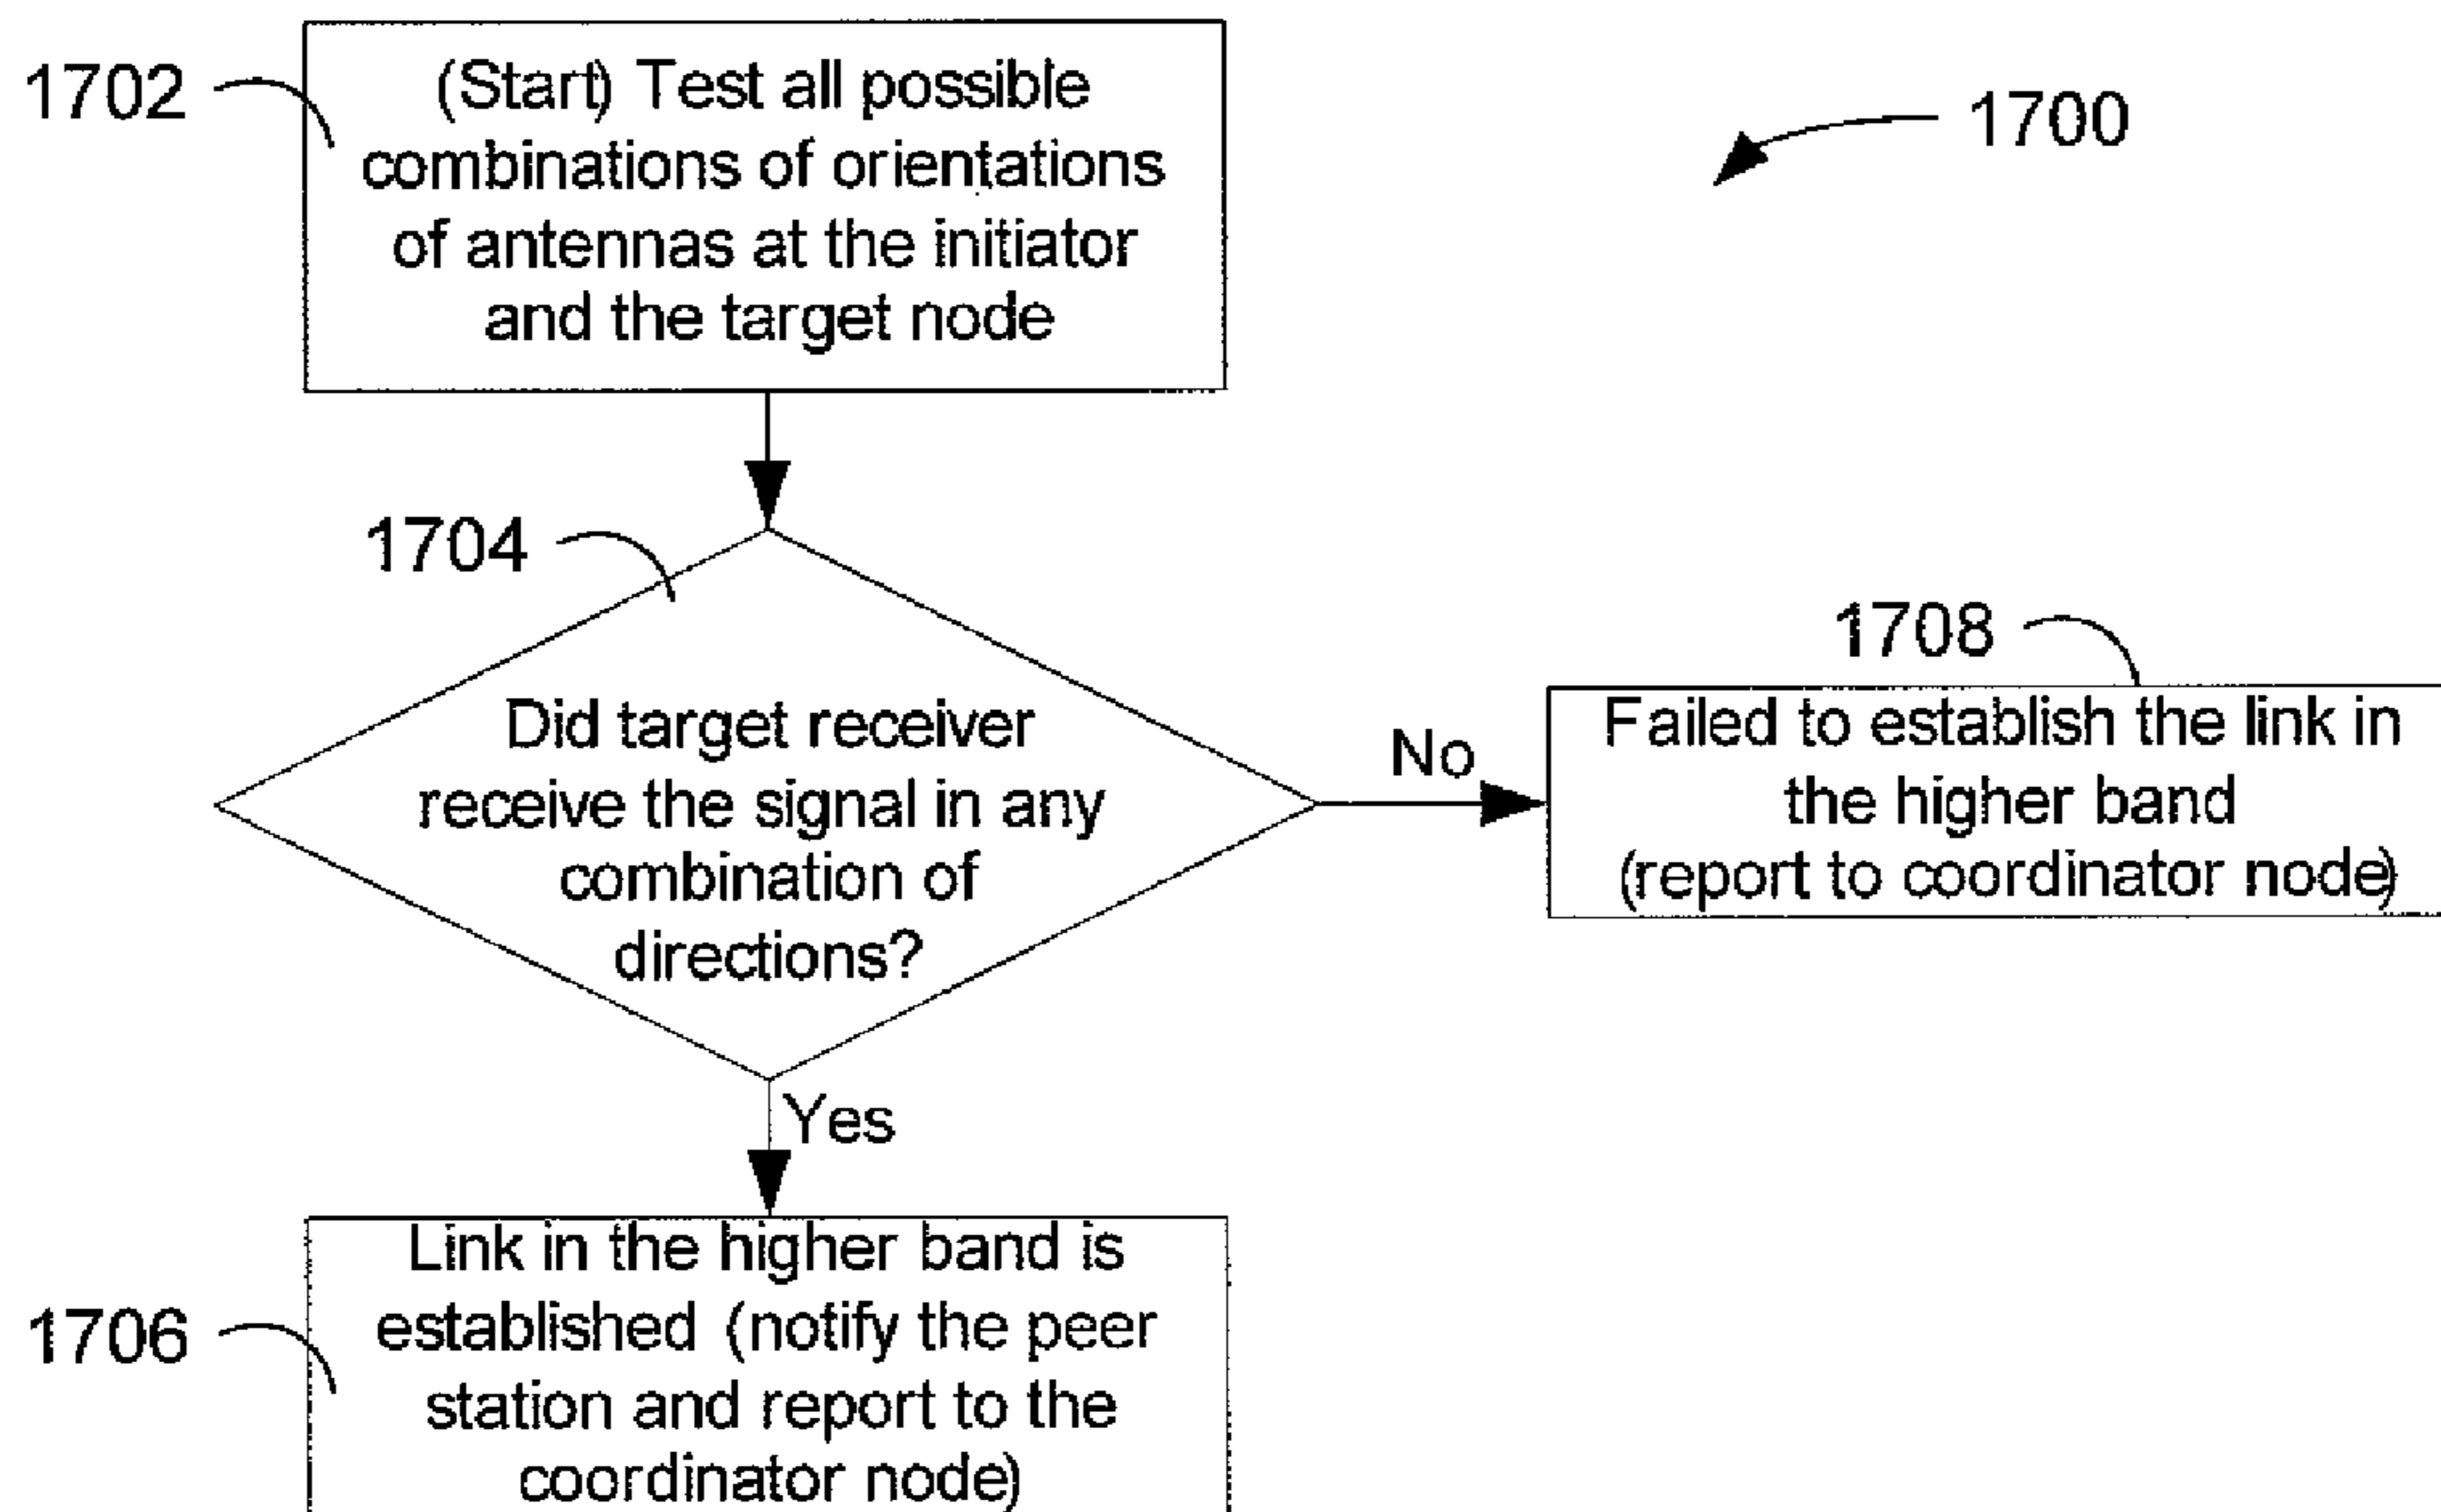 1702
(Start) Test all possible
combinations of orientations
of antennas at the initiator
and the target node
1700
1704
Did target receiver
receive the signal in any
combination of
directions?
No
1708
Failed to establish the link in
the higher band
(report to coordinator node)
Yes
1706
Link in the higher band is
established (notify the peer
station and report to the
coordinator node)